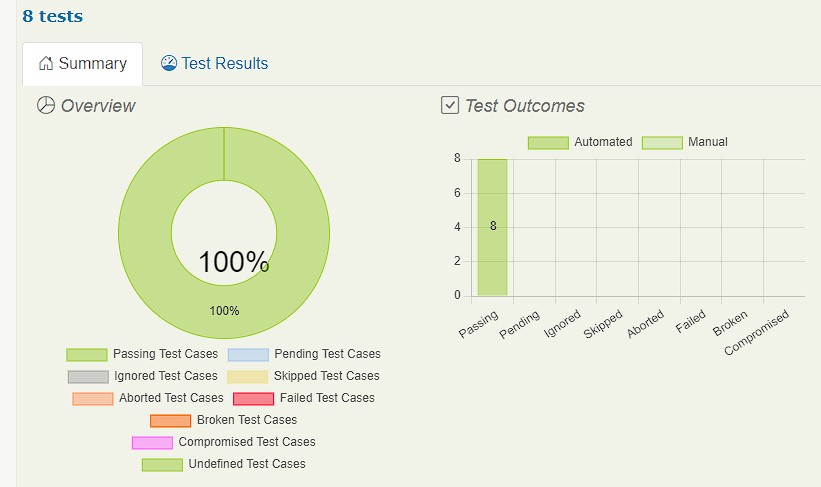 8 tests
Summary
Test Results
Overview
100%
100%
Passing Test Cases Pending Test Cases
Ignored Test Cases Skipped Test Cases
Aborted Test Cases Failed Test Cases
Broken Test Cases
Compromised Test Cases
Undefined Test Cases
Test Outcomes
Automated Manual
8
6
4
2
0
8
Passing
Pending
Ignored
Skipped
Aborted
Failed
Broken
Compromised